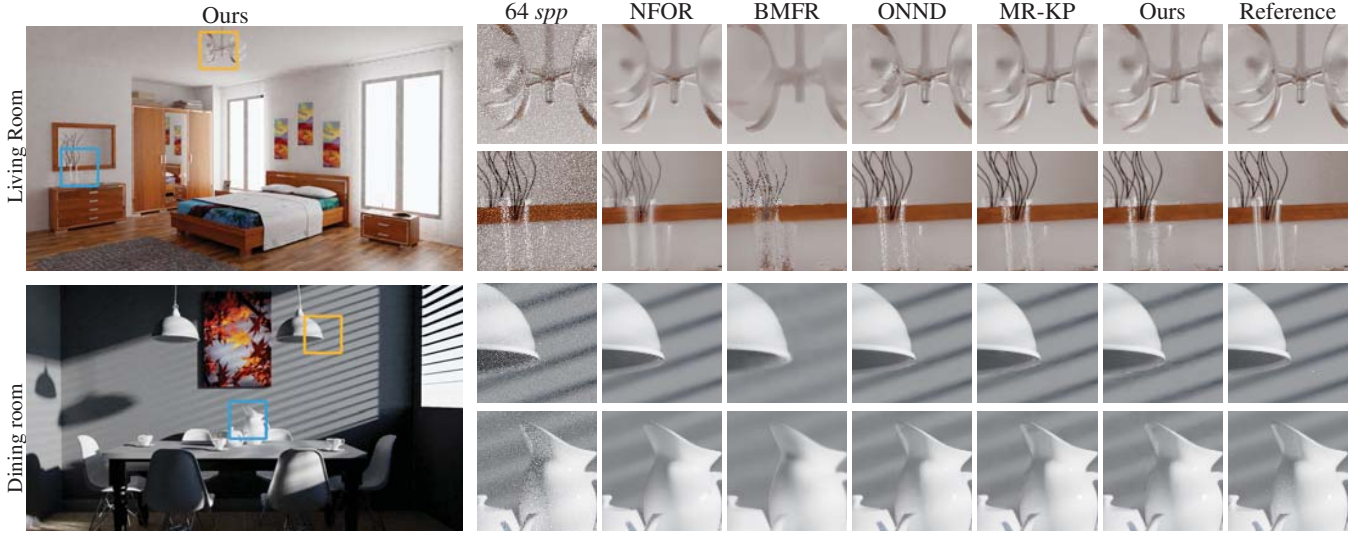 Ours
64 spp NFOR BMFR ONND MR-KP Ours Reference
Living Room
Dining room